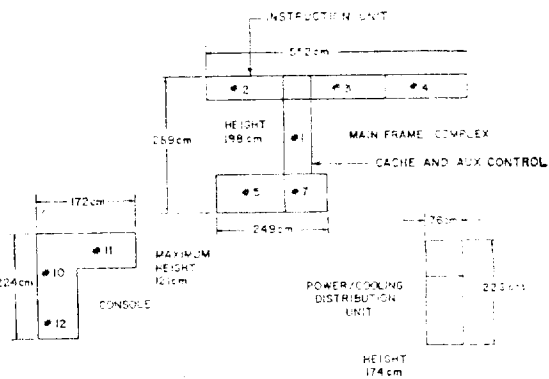 INSTRUCTION UNIT
552cm
#2
#3
#4
HEIGHT
198cm
269cm
#1
MAIN FRAME COMPLEX
CACHE AND AUX CONTROL
#5
#7
249cm
172cm
#11
#10
#12
224cm
CONSOLE
MAXIMUM
HEIGHT
121cm
76cm
POWER/COOLING
DISTRIBUTION
UNIT
HEIGHT
174cm